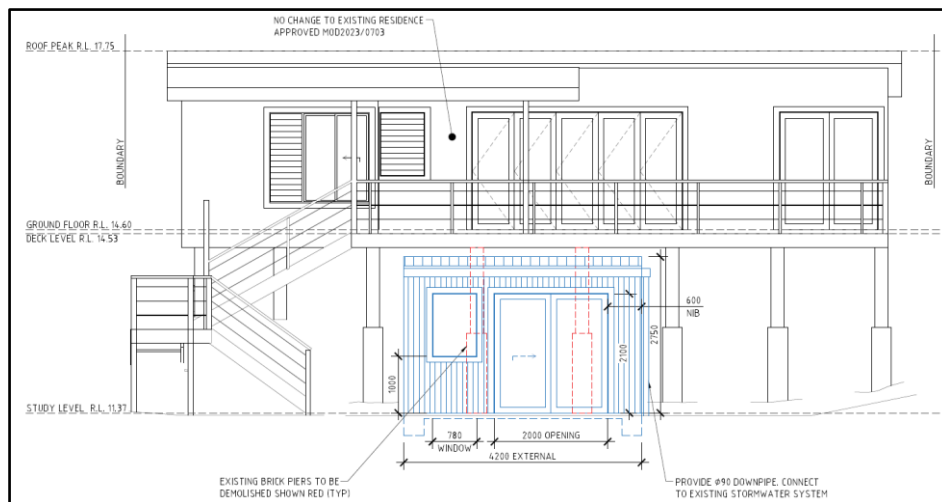 NO CHANGE TO EXISTING RESIDENCE
APPROVED MOD2023/0703
ROOF PEAK R.L. 17.75
BOUNDARY
BOUNDARY
GROUND FLOOR R.L. 14.60
DECK LEVEL R.L. 14.53
600
NIB
2750
2100
1000
STUDY LEVEL R.L. 11.37
780
WINDOW
2000 OPENING
4200 EXTERNAL
EXISTING BRICK PIERS TO BE
DEMOLISHED SHOWN RED (TYP)
PROVIDE Ø90 DOWNPIPE. CONNECT
TO EXISTING STORMWATER SYSTEM